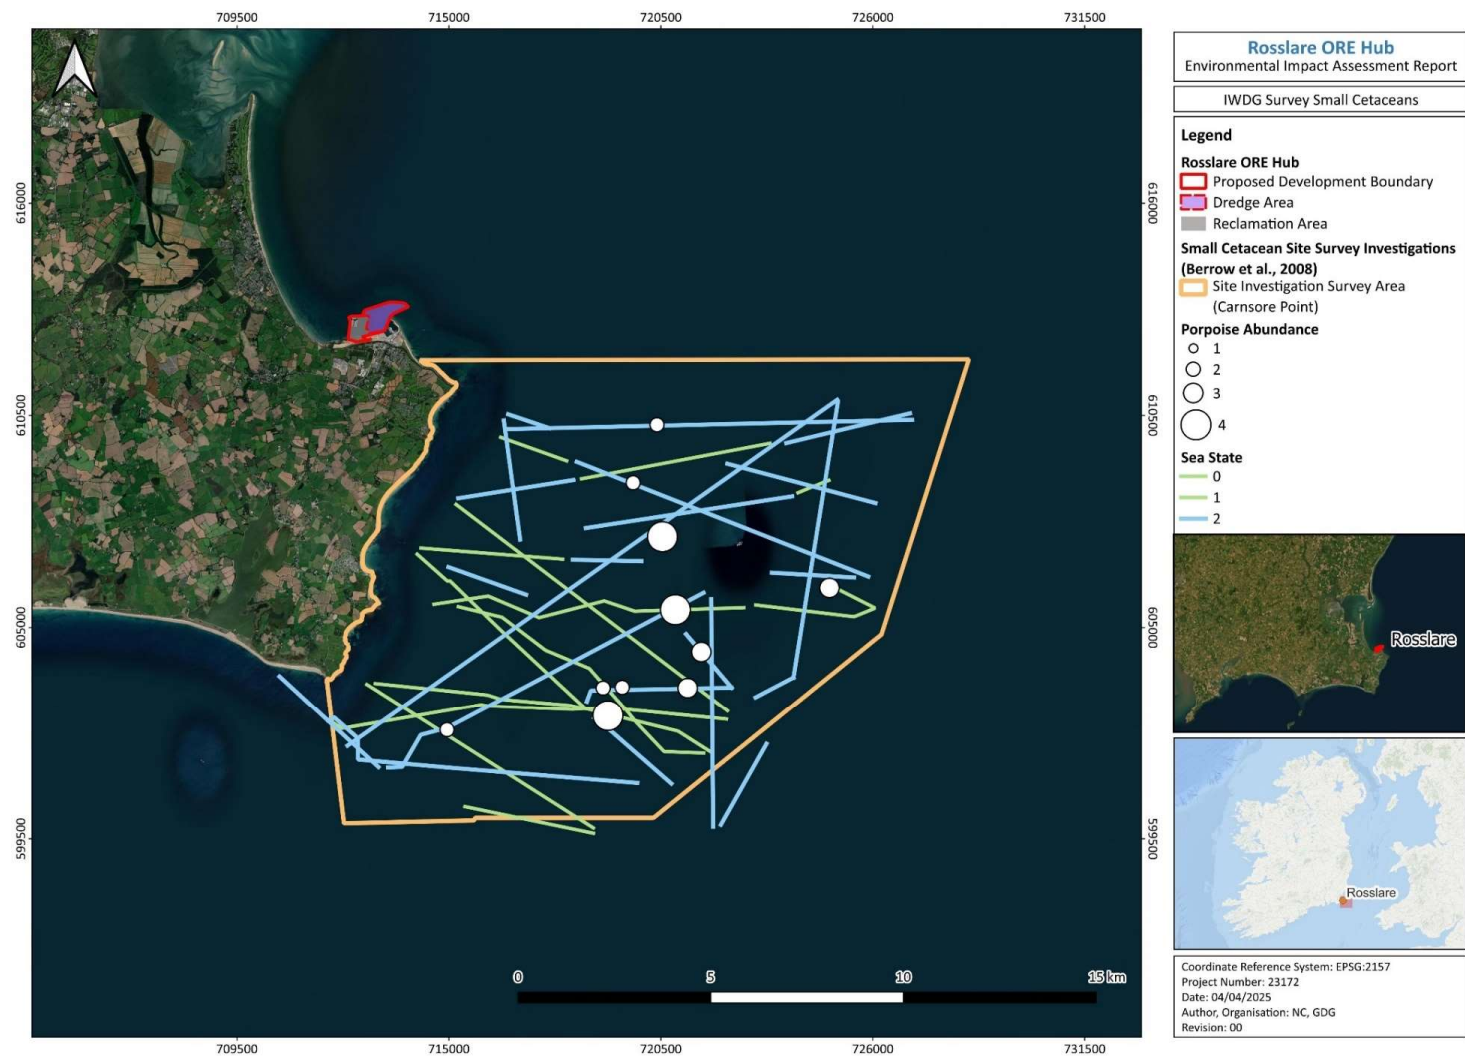 709500 715000 720500 726000 731500
616000 616000
610500 610500
605000 605000
599500 599500
0 5 10 15 km
709500 715000 720500 726000 731500
Rosslare ORE Hub
Environmental Impact Assessment Report
IWDG Survey Small Cetaceans
Legend
Rosslare ORE Hub
Proposed Development Boundary
Dredge Area
Reclamation Area
Small Cetacean Site Survey Investigations
(Berrow et al., 2008)
Site Investigation Survey Area
(Carnsore Point)
Porpoise Abundance
1
2
3
4
Sea State
0
1
2
Rosslare
Rosslare
Coordinate Reference System: EPSG:2157
Project Number: 23172
Date: 04/04/2025
Author, Organisation: NC, GDG
Revision: 00